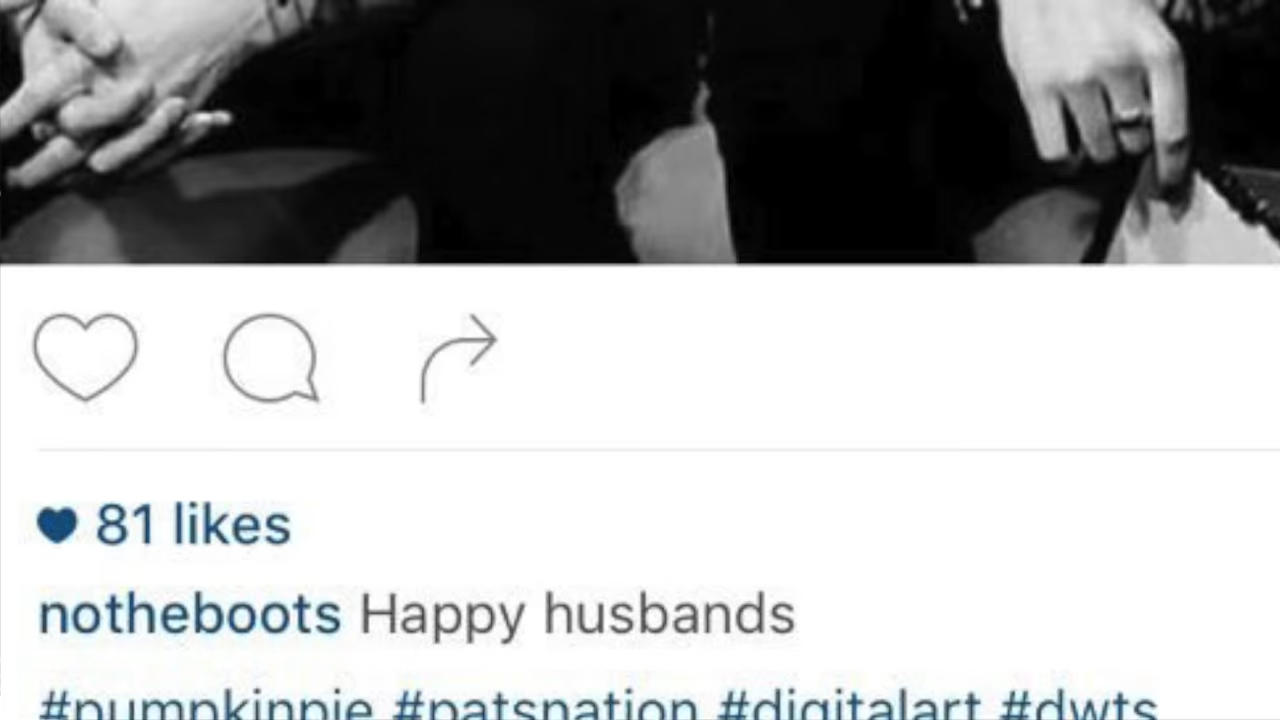 81 likes
notheboots Happy husbands
#pumpkinpie #patsnation #digitalart #dwts